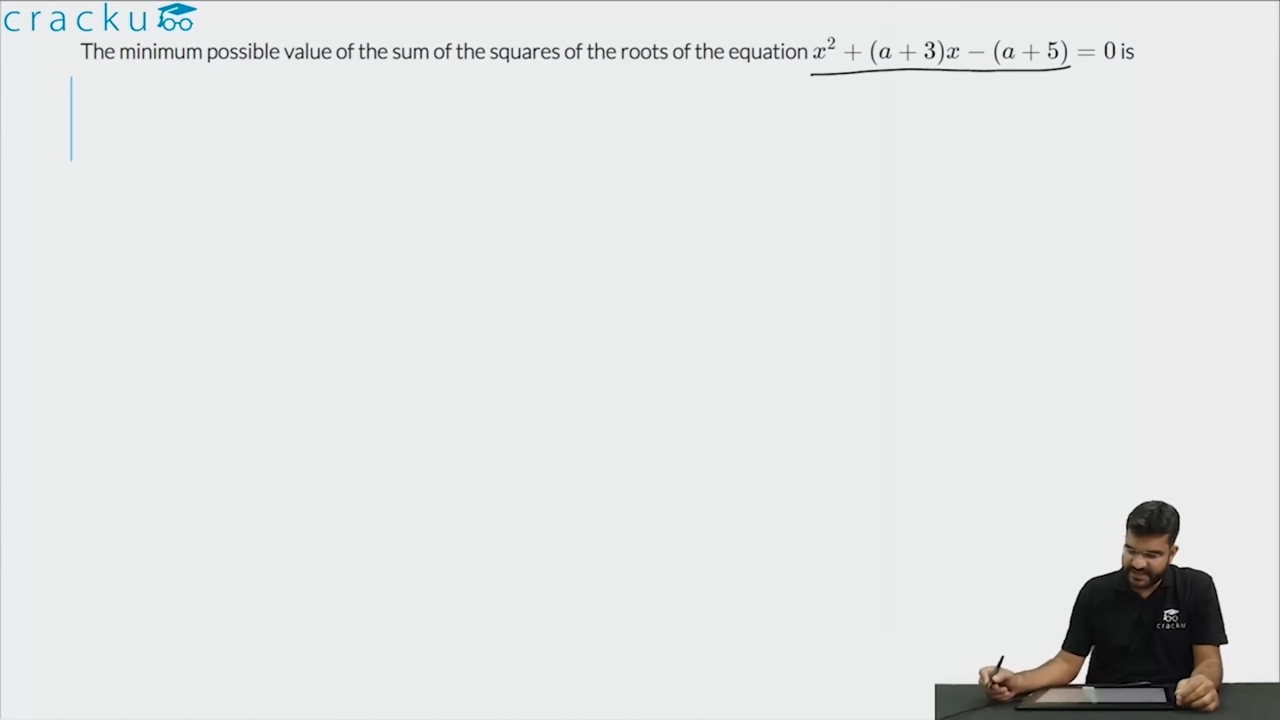 cracku
The minimum possible value of the sum of the squares of the roots of the equation x² + (a + 3)x − (a + 5) = 0 is
cracku